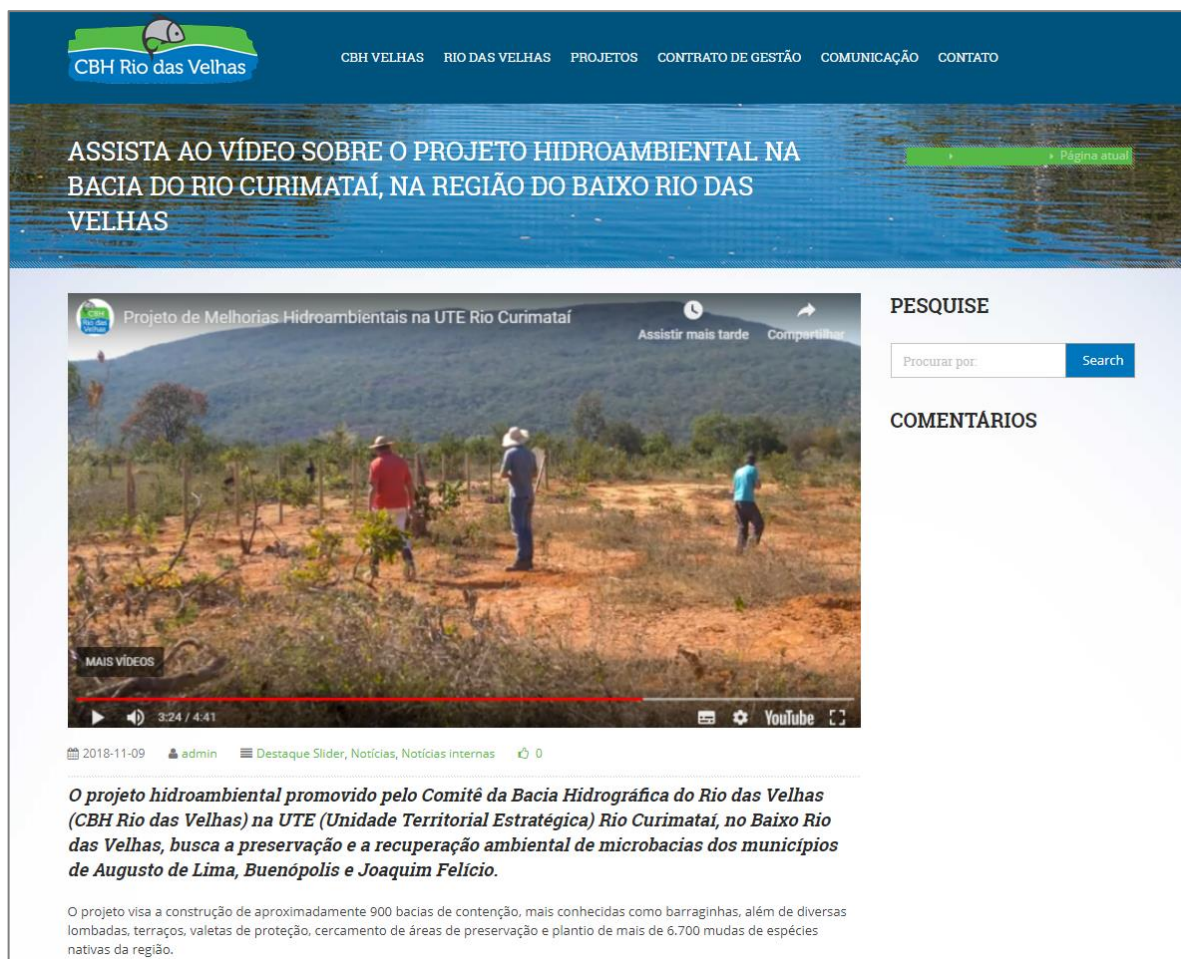 CBH Rio das Velhas
CBH VELHAS RIO DAS VELHAS PROJETOS CONTRATO DE GESTÃO COMUNICAÇÃO CONTATO
ASSISTA AO VÍDEO SOBRE O PROJETO HIDROAMBIENTAL NA
BACIA DO RIO CURIMATAÍ, NA REGIÃO DO BAIXO RIO DAS
VELHAS
Página atual
CBH
Rio das
Velhas
Projeto de Melhorias Hidroambientais na UTE Rio Curimataí
Assistir mais tarde Compartilhar
MAIS VÍDEOS
3:24 / 4:41
YouTube
PESQUISE
Procurar por:
Search
COMENTÁRIOS
2018-11-09 admin Destaque Slider, Notícias, Notícias internas 0
O projeto hidroambiental promovido pelo Comitê da Bacia Hidrográfica do Rio das Velhas
(CBH Rio das Velhas) na UTE (Unidade Territorial Estratégica) Rio Curimataí, no Baixo Rio
das Velhas, busca a preservação e a recuperação ambiental de microbacias dos municípios
de Augusto de Lima, Buenópolis e Joaquim Felício.
O projeto visa a construção de aproximadamente 900 bacias de contenção, mais conhecidas como barraginhas, além de diversas
lombadas, terraços, valetas de proteção, cercamento de áreas de preservação e plantio de mais de 6.700 mudas de espécies
nativas da região.